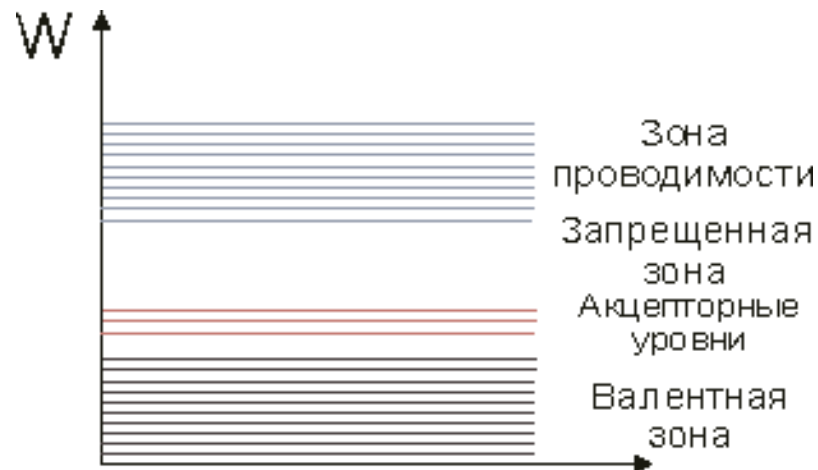 W
Зона
проводимости
Запрещенная
зона
Акцепторные
уровни
Валентная
зона